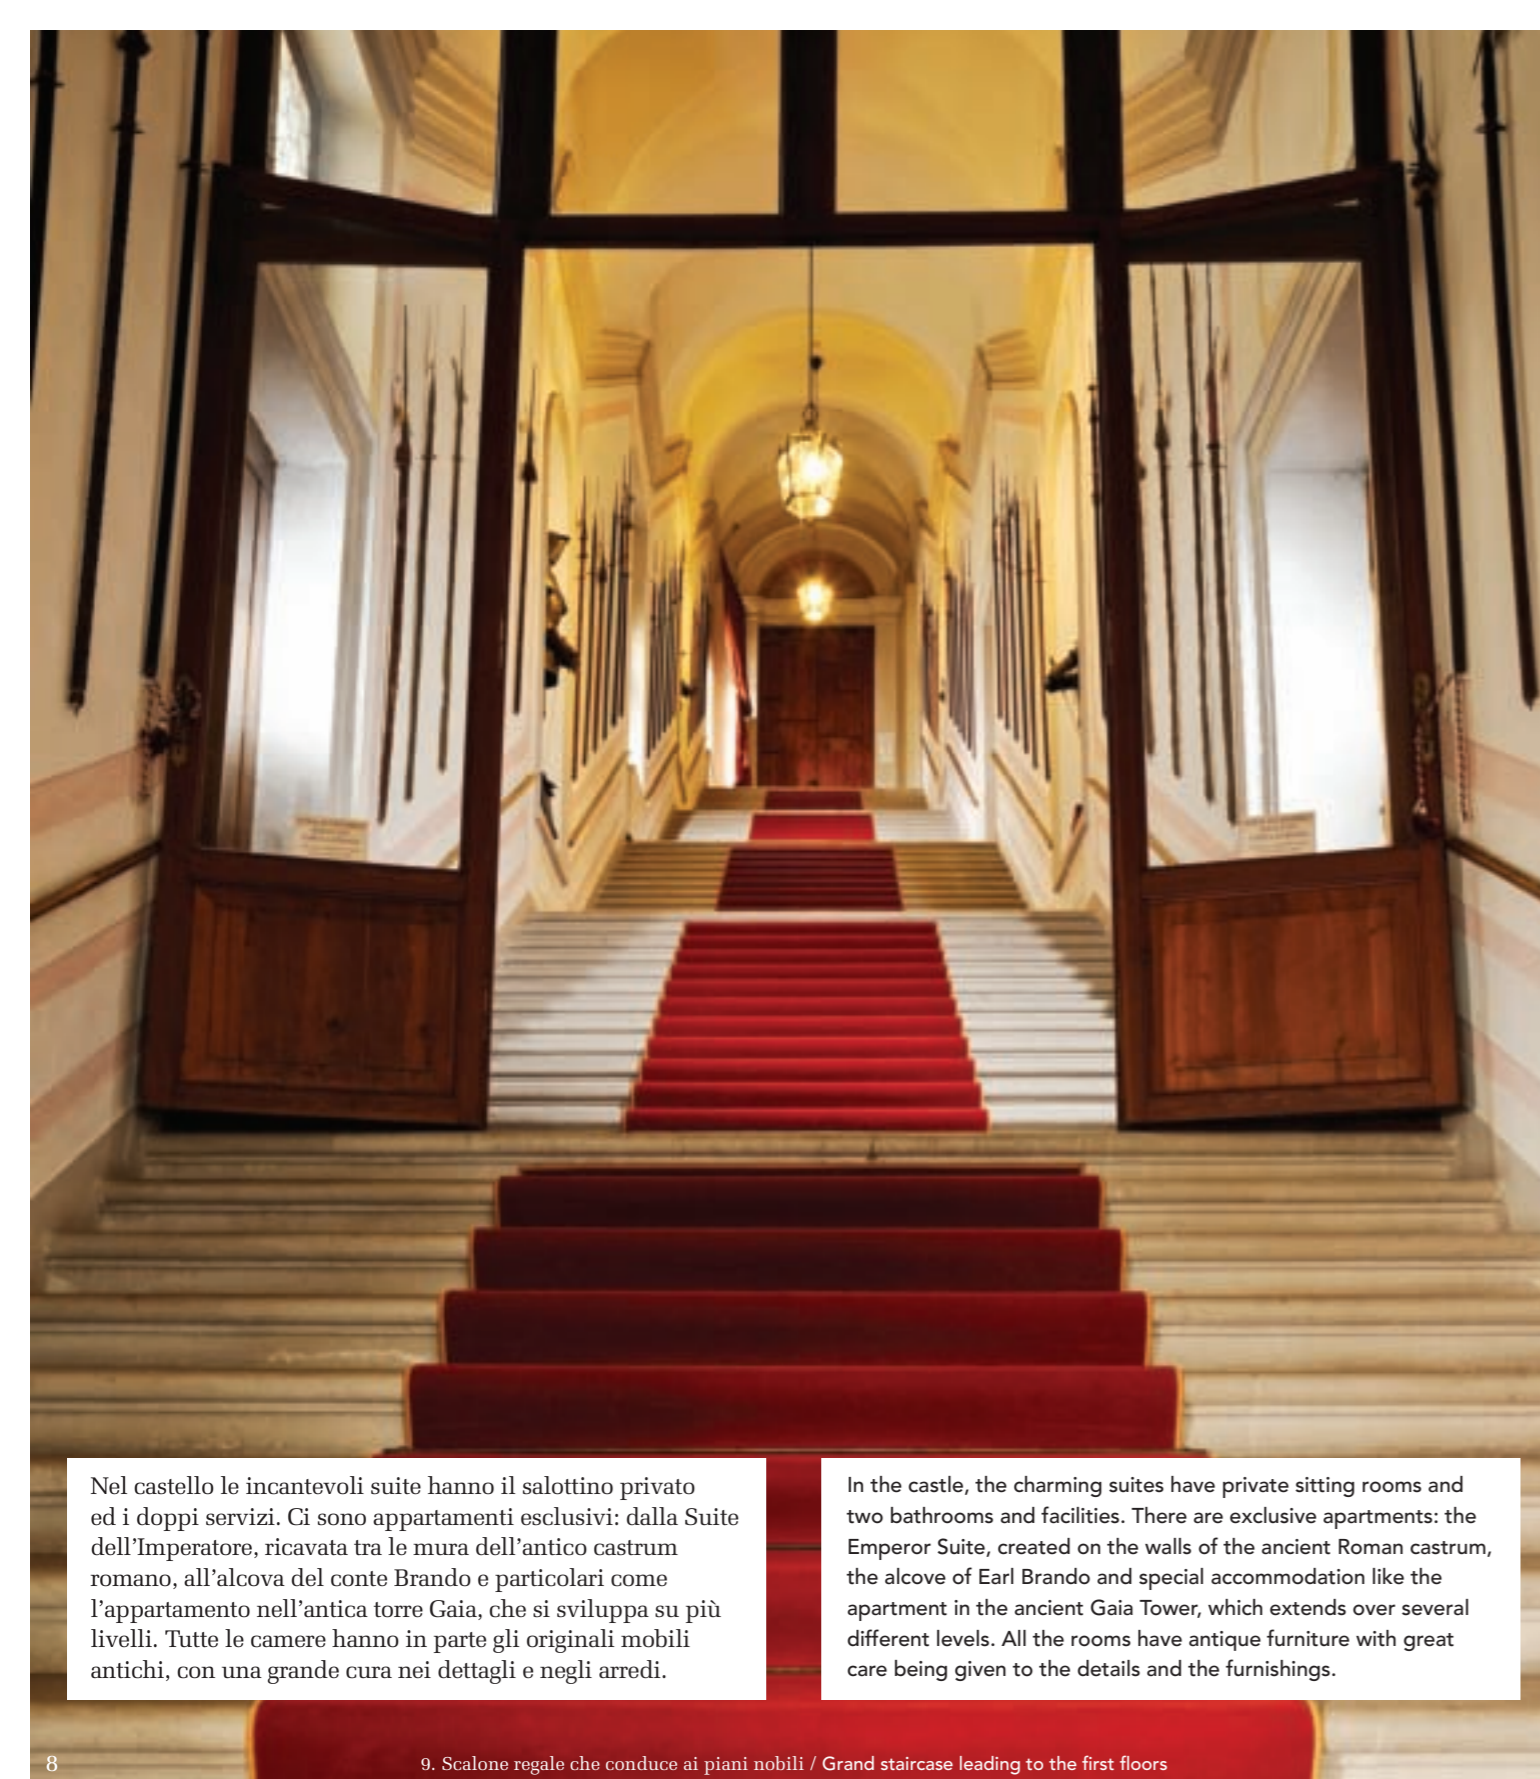 Nel castello le incantevoli suite hanno il salottino privato
ed i doppi servizi. Ci sono appartamenti esclusivi: dalla Suite
dell'Imperatore, ricavata tra le mura dell'antico castrum
romano, all'alcova del conte Brando e particolari come
l'appartamento nell'antica torre Gaia, che si sviluppa su più
livelli. Tutte le camere hanno in parte gli originali mobili
antichi, con una grande cura nei dettagli e negli arredi.
In the castle, the charming suites have private sitting rooms and
two bathrooms and facilities. There are exclusive apartments: the
Emperor Suite, created on the walls of the ancient Roman castrum,
the alcove of Earl Brando and special accommodation like the
apartment in the ancient Gaia Tower, which extends over several
different levels. All the rooms have antique furniture with great
care being given to the details and the furnishings.
8
9. Scalone regale che conduce ai piani nobili / Grand staircase leading to the first floors